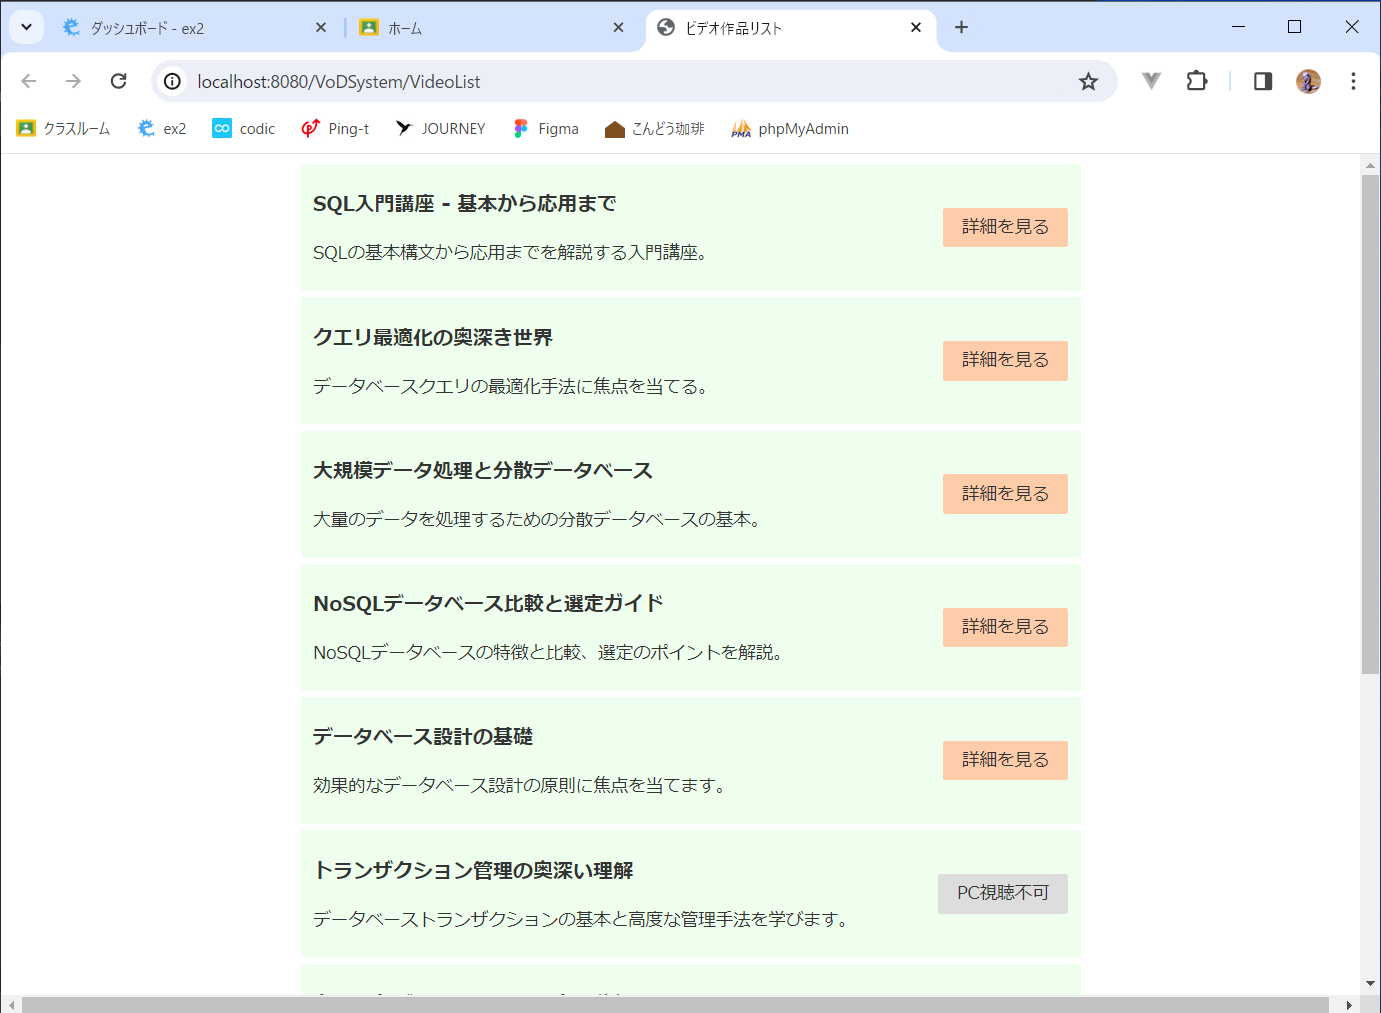 ダッシュボード - ex2
ホーム
ビデオ作品リスト
localhost:8080/VoDSystem/VideoList
クラスルーム
ex2
codic
Ping-t
JOURNEY
Figma
こんどう珈琲
PMA
phpMyAdmin
SQL入門講座 - 基本から応用まで
SQLの基本構文から応用までを解説する入門講座。
詳細を見る
クエリ最適化の奥深き世界
データベースクエリの最適化手法に焦点を当てる。
詳細を見る
大規模データ処理と分散データベース
大量のデータを処理するための分散データベースの基本。
詳細を見る
NoSQLデータベース比較と選定ガイド
NoSQLデータベースの特徴と比較、選定のポイントを解説。
詳細を見る
データベース設計の基礎
効果的なデータベース設計の原則に焦点を当てます。
詳細を見る
トランザクション管理の奥深い理解
データベーストランザクションの基本と高度な管理手法を学びます。
PC視聴不可